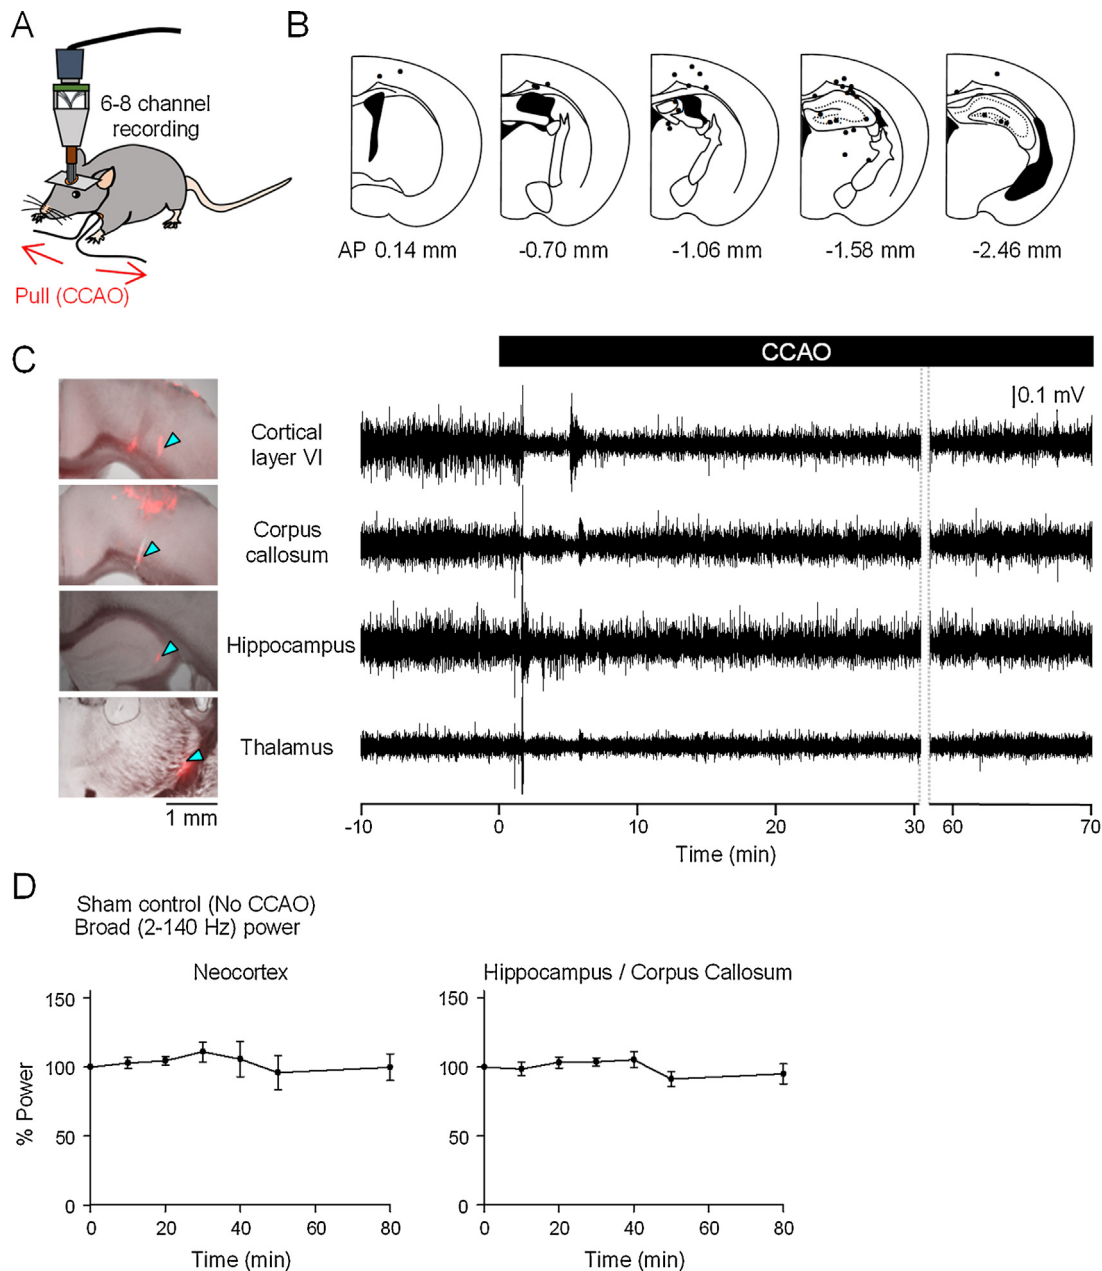 A
6-8 channel
recording
Pull (CCAO)
B
AP 0.14 mm
-0.70 mm
-1.06 mm
-1.58 mm
-2.46 mm
C
CCAO
0.1 mV
Cortical
layer VI
Corpus
callosum
Hippocampus
Thalamus
1 mm
-10 0 10 20 30 60 70
Time (min)
D
Sham control (No CCAO)
Broad (2-140 Hz) power
Neocortex
% Power
150
100
50
0
0 20 40 60 80
Time (min)
Hippocampus / Corpus Callosum
150
100
50
0
0 20 40 60 80
Time (min)